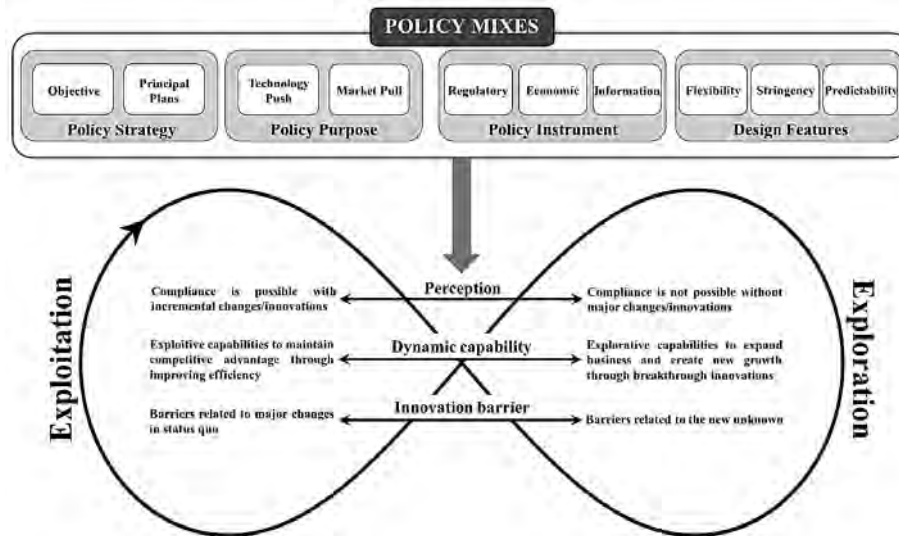 POLICY MIXES
Objective
Principal
Plans
Policy Strategy
Technology
Push
Market Pull
Policy Purpose
Regulatory
Economic
Information
Policy Instrument
Flexibility
Stringency
Predictability
Design Features
Exploitation
Exploration
Perception
Compliance is possible with
incremental changes/innovations
Compliance is not possible without
major changes/innovations
Dynamic capability
Exploitive capabilities to maintain
competitive advantage through
improving efficiency
Explorative capabilities to expand
business and create new growth
through breakthrough innovations
Innovation barrier
Barriers related to major changes
in status quo
Barriers related to the new unknown